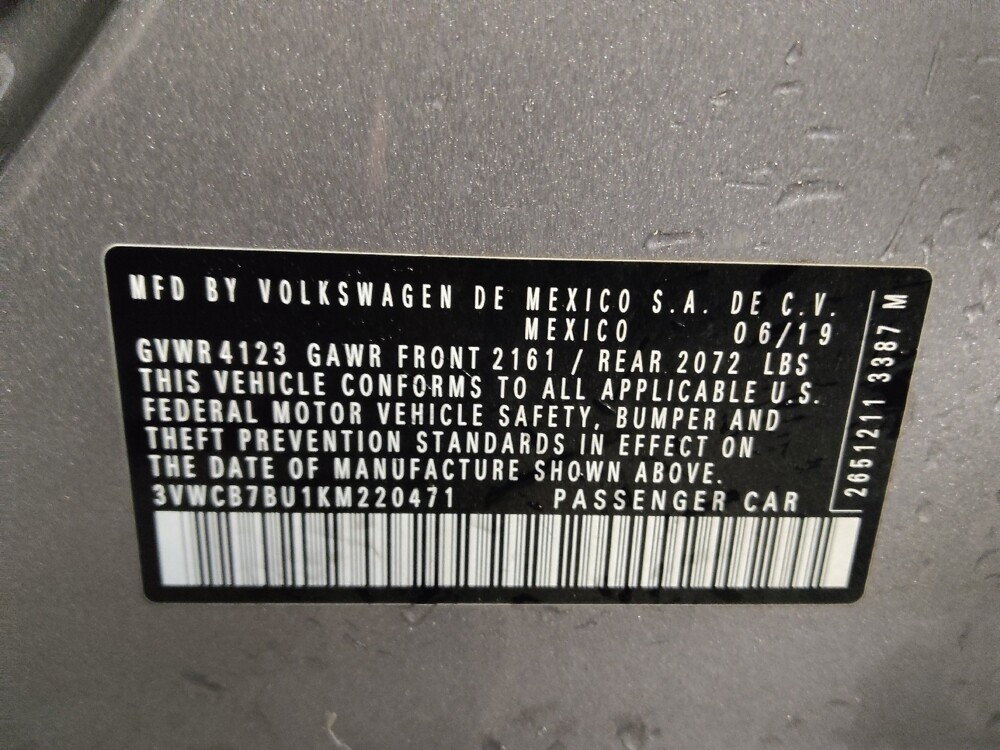 MFD BY VOLKSWAGEN DE MEXICO S.A. DE C.V.
MEXICO 06/19
GVWR 4123 GAWR FRONT 2161 / REAR 2072 LBS
THIS VEHICLE CONFORMS TO ALL APPLICABLE U.S.
FEDERAL MOTOR VEHICLE SAFETY, BUMPER AND
THEFT PREVENTION STANDARDS IN EFFECT ON
THE DATE OF MANUFACTURE SHOWN ABOVE.
3VWCB7BU1KM220471 PASSENGER CAR
26512111 3387 M